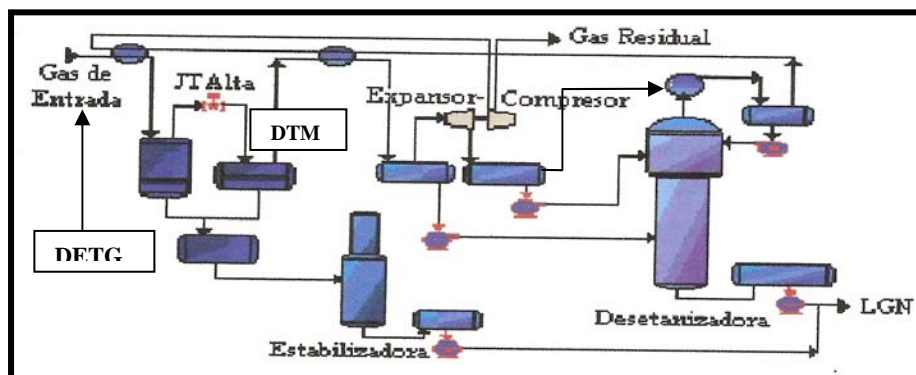 Gas Residual
Gas de
Entrada
JT Alta
DTM
Expansor-Compresor
DETG
Estabilizadora
Desetanizadora
LGN